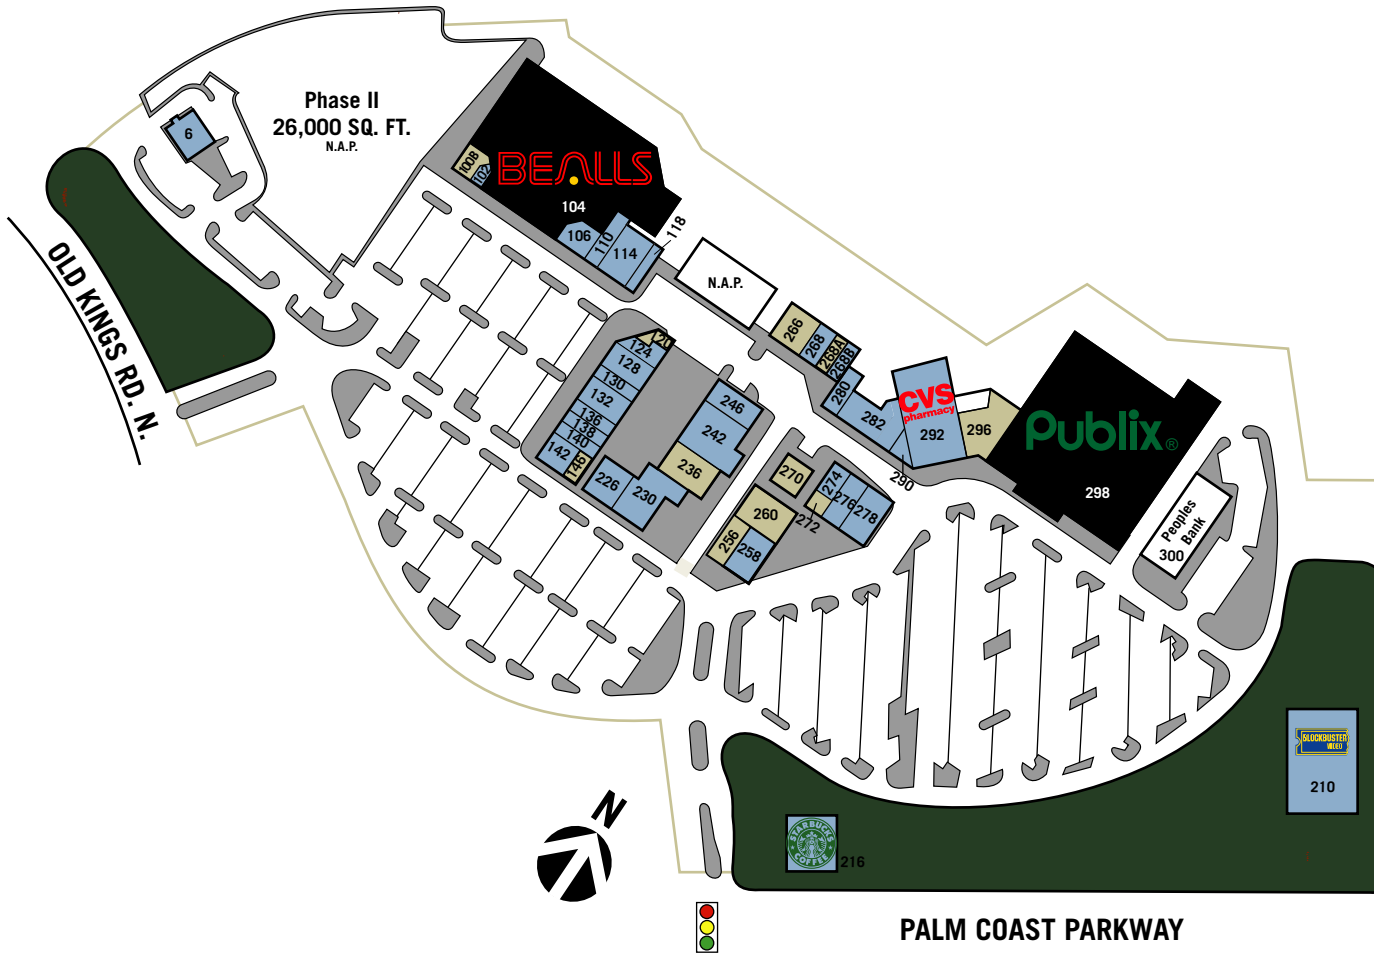 Phase II
26,000 SQ. FT.
N.A.P.
6
100B
102
BEALLS
104
106
110
114
118
N.A.P.
OLD KINGS RD. N.
120
124
128
130
132
136
138
140
142
146
226
230
236
242
246
266
268
268A
268B
280
282
CVS
pharmacy
292
290
296
Publix®
298
Peoples
Bank
300
270
272
274
276
278
260
256
258
BLOCKBUSTER
VIDEO
210
STARBUCKS
COFFEE
216
N
PALM COAST PARKWAY